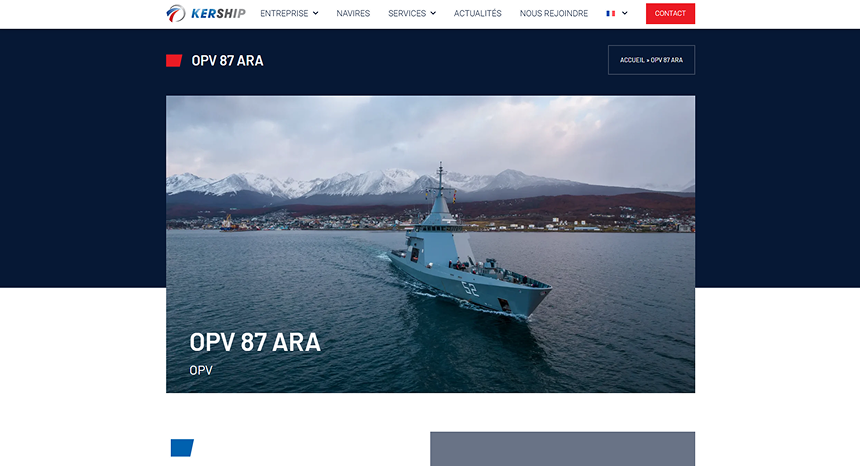 KERSHIP
ENTREPRISE NAVIRES SERVICES ACTUALITÉS NOUS REJOINDRE CONTACT
OPV 87 ARA
ACCUEIL » OPV 87 ARA
52
OPV 87 ARA
OPV